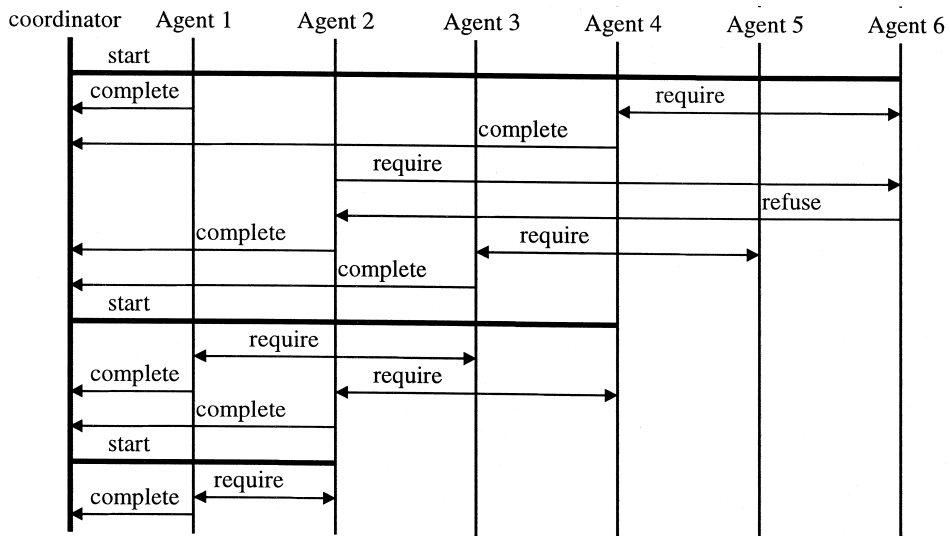 coordinator Agent 1 Agent 2 Agent 3 Agent 4 Agent 5 Agent 6
start
complete
require
complete
require
refuse
complete
require
complete
start
require
complete
require
complete
start
require
complete